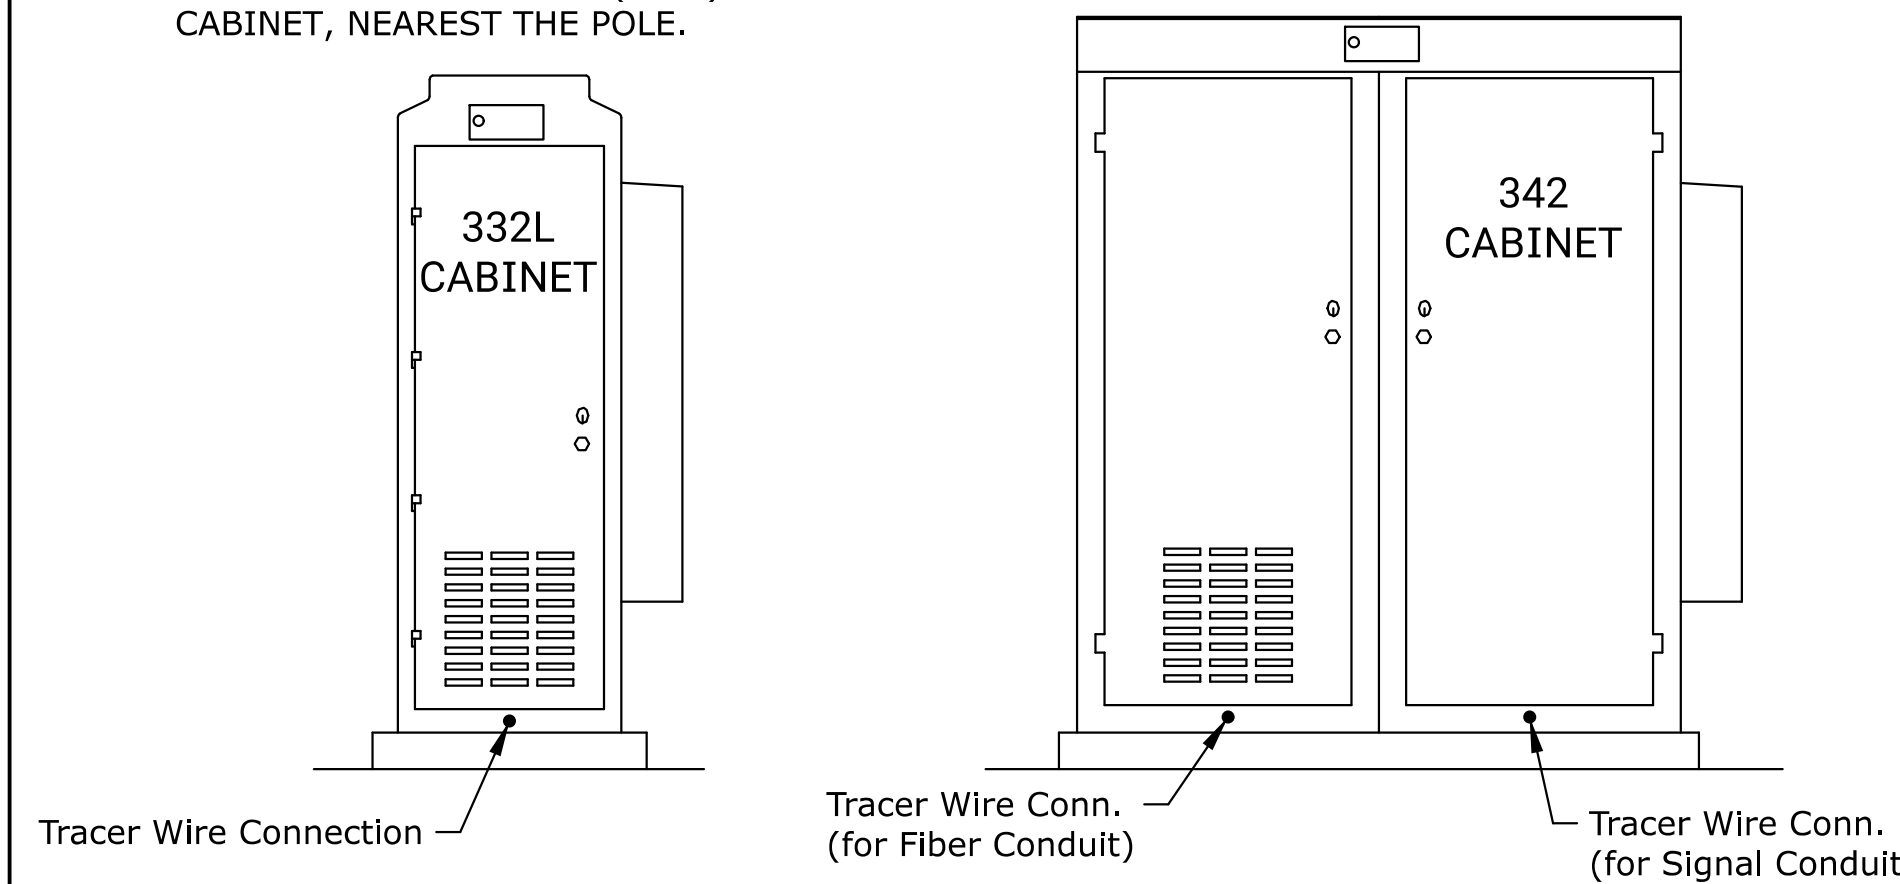 CABINET, NEAREST THE POLE.
332L
CABINET
342
CABINET
Tracer Wire Connection
Tracer Wire Conn.
(for Fiber Conduit)
Tracer Wire Conn.
(for Signal Conduit